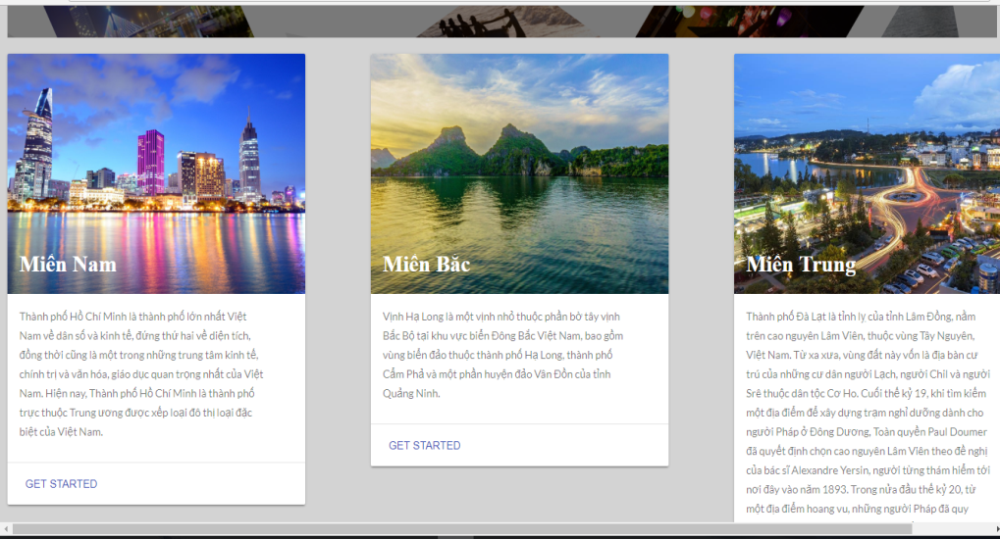 Miền Nam
Thành phố Hồ Chí Minh là thành phố lớn nhất Việt
Nam về dân số và kinh tế, đứng thứ hai về diện tích,
đồng thời cũng là một trong những trung tâm kinh tế,
chính trị và văn hóa, giáo dục quan trọng nhất của Việt
Nam. Hiện nay, Thành phố Hồ Chí Minh là thành phố
trực thuộc Trung ương được xếp loại đô thị loại đặc
biệt của Việt Nam.
GET STARTED
Miền Bắc
Vịnh Hạ Long là một vịnh nhỏ thuộc phần bờ tây vịnh
Bắc Bộ tại khu vực biển Đông Bắc Việt Nam, bao gồm
vùng biển đảo thuộc thành phố Hạ Long, thành phố
Cẩm Phả và một phần huyện đảo Vân Đồn của tỉnh
Quảng Ninh.
GET STARTED
Miền Trung
Thành phố Đà Lạt là tỉnh lỵ của tỉnh Lâm Đồng, nằm
trên cao nguyên Lâm Viên, thuộc vùng Tây Nguyên,
Việt Nam. Từ xa xưa, vùng đất này vốn là địa bàn cư
trú của những cư dân người Lạch, người Chil và người
Srê thuộc dân tộc Cơ Ho. Cuối thế kỷ 19, khi tìm kiếm
một địa điểm để xây dựng trạm nghỉ dưỡng dành cho
người Pháp ở Đông Dương, Toàn quyền Paul Doumer
đã quyết định chọn cao nguyên Lâm Viên theo đề nghị
của bác sĩ Alexandre Yersin, người từng thám hiểm tới
nơi đây vào năm 1893. Trong nửa đầu thế kỷ 20, từ
một địa điểm hoang vu, những người Pháp đã quy